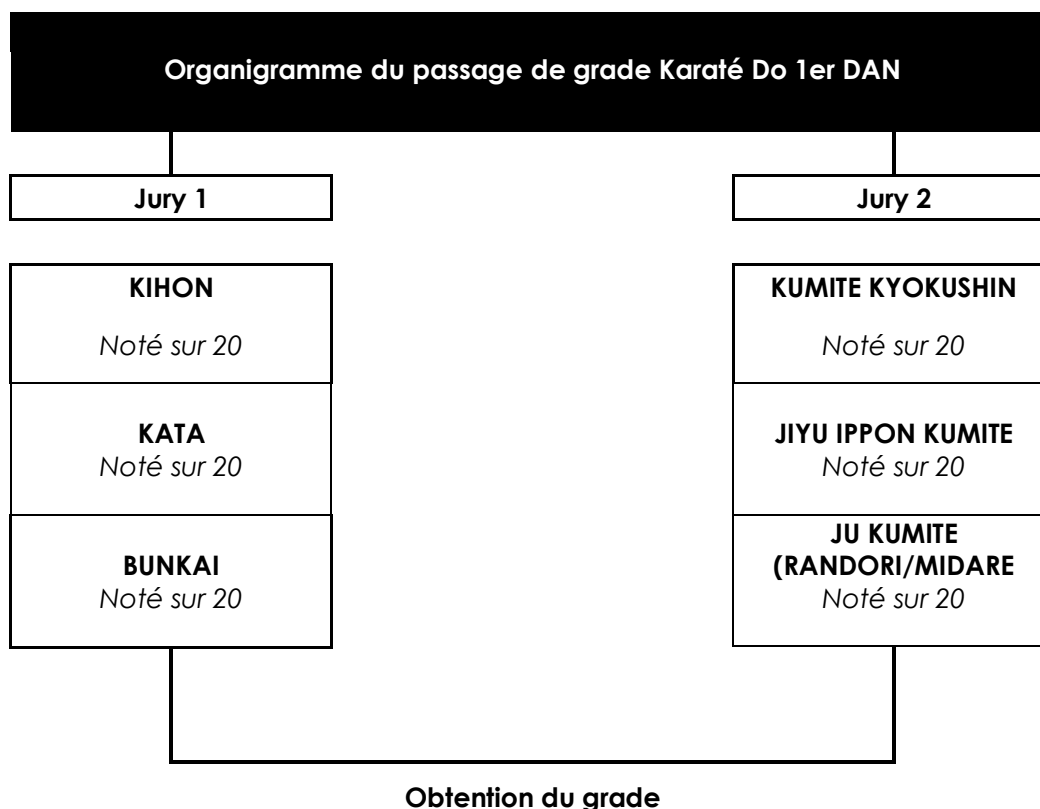 Organigramme du passage de grade Karaté Do 1er DAN
Jury 1
Jury 2
KIHON
Noté sur 20
KATA
Noté sur 20
BUNKAI
Noté sur 20
KUMITE KYOKUSHIN
Noté sur 20
JIYU IPPON KUMITE
Noté sur 20
JU KUMITE
(RANDORI/MIDARE
Noté sur 20
Obtention du grade